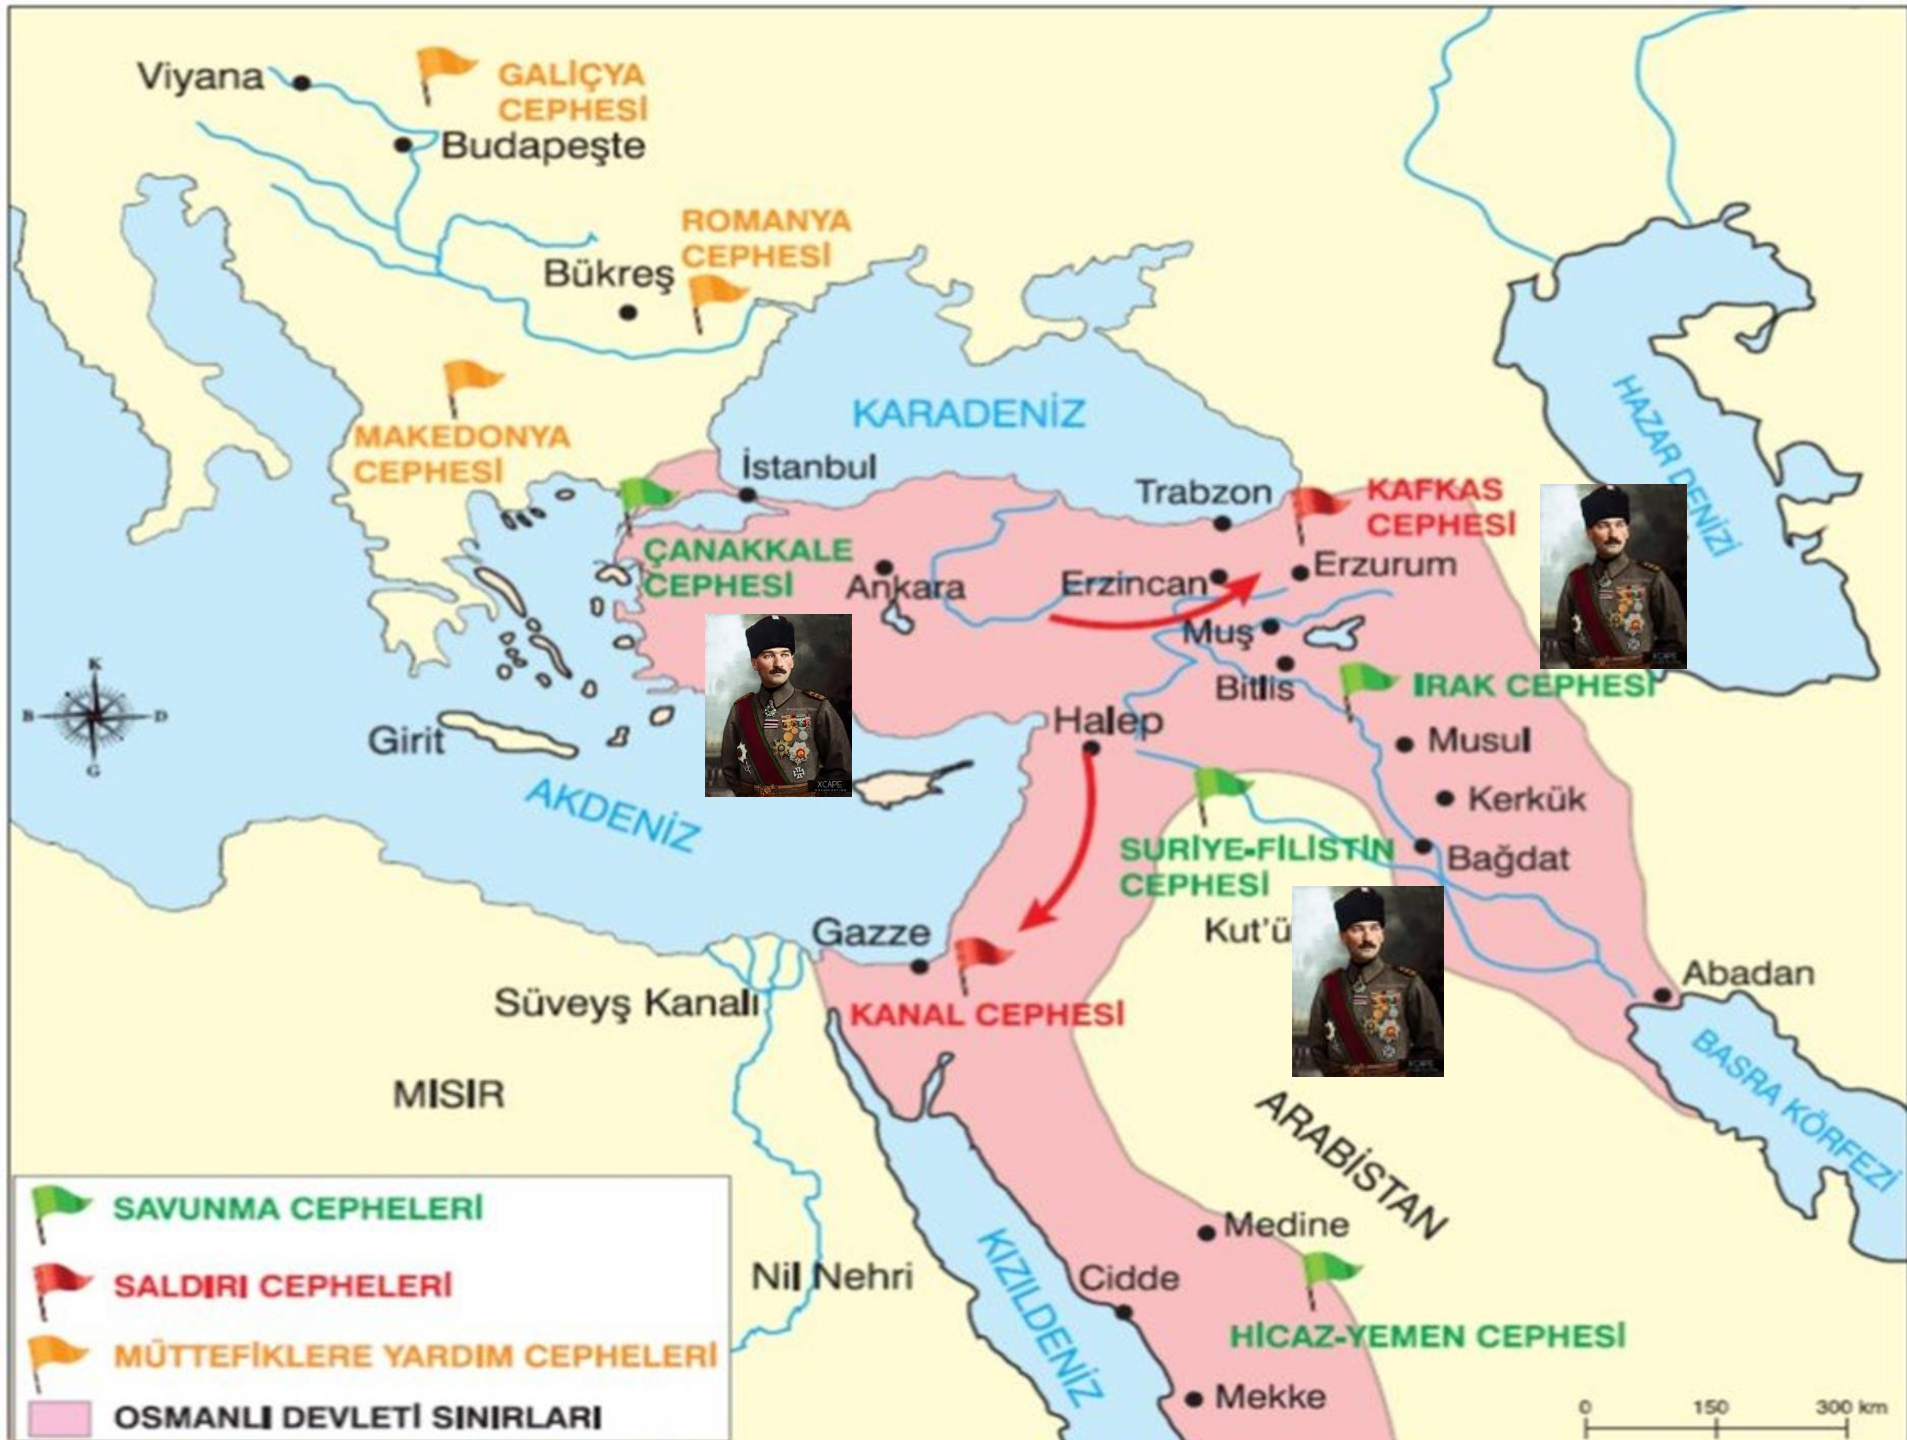 Viyana
GALİÇYA
CEPHESİ
Budapeşte
ROMANYA
CEPHESİ
Bükreş
MAKEDONYA
CEPHESİ
KARADENİZ
HAZAR DENİZİ
İstanbul
Trabzon
KAFKAS
CEPHESİ
ÇANAKKALE
CEPHESİ
Ankara
Erzincan
Erzurum
Muş
Bitlis
IRAK CEPHESİ
K
B
D
G
Girit
Halep
Musul
XCAPE
AKDENİZ
Kerkük
SURİYE-FİLİSTİN
CEPHESİ
Bağdat
Gazze
Kut'ü
Süveyş Kanalı
KANAL CEPHESİ
Abadan
BASRA KÖRFEZİ
MISIR
ARABİSTAN
Medine
Nil Nehri
KIZILDENİZ
Cidde
HİCAZ-YEMEN CEPHESİ
Mekke
SAVUNMA CEPHELERİ
SALDIRI CEPHELERİ
MÜTTEFİKLERE YARDIM CEPHELERİ
OSMANLI DEVLETİ SINIRLARI
0 150 300 km